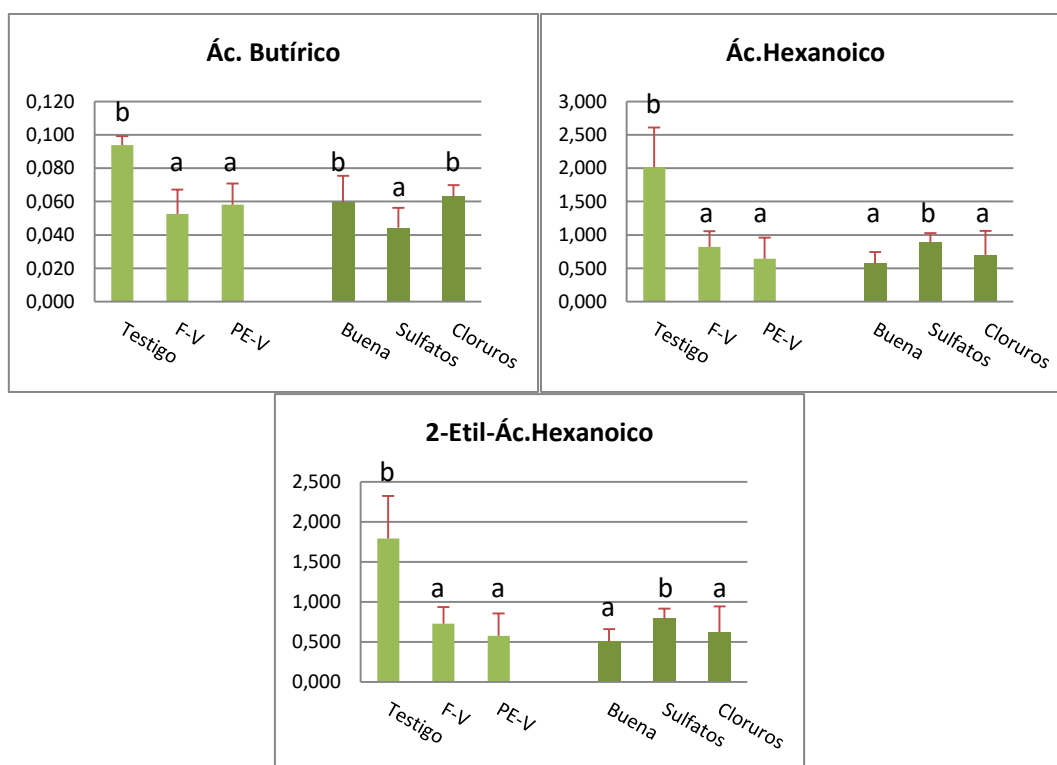 Ác. Butírico
0,120
0,100
0,080
0,060
0,040
0,020
0,000
b
a
a
b
a
b
Testigo
F-V
PE-V
Buena
Sulfatos
Cloruros
Ác.Hexanoico
3,000
2,500
2,000
1,500
1,000
0,500
0,000
b
a
a
a
b
a
Testigo
F-V
PE-V
Buena
Sulfatos
Cloruros
2-Etil-Ác.Hexanoico
2,500
2,000
1,500
1,000
0,500
0,000
b
a
a
a
b
a
Testigo
F-V
PE-V
Buena
Sulfatos
Cloruros